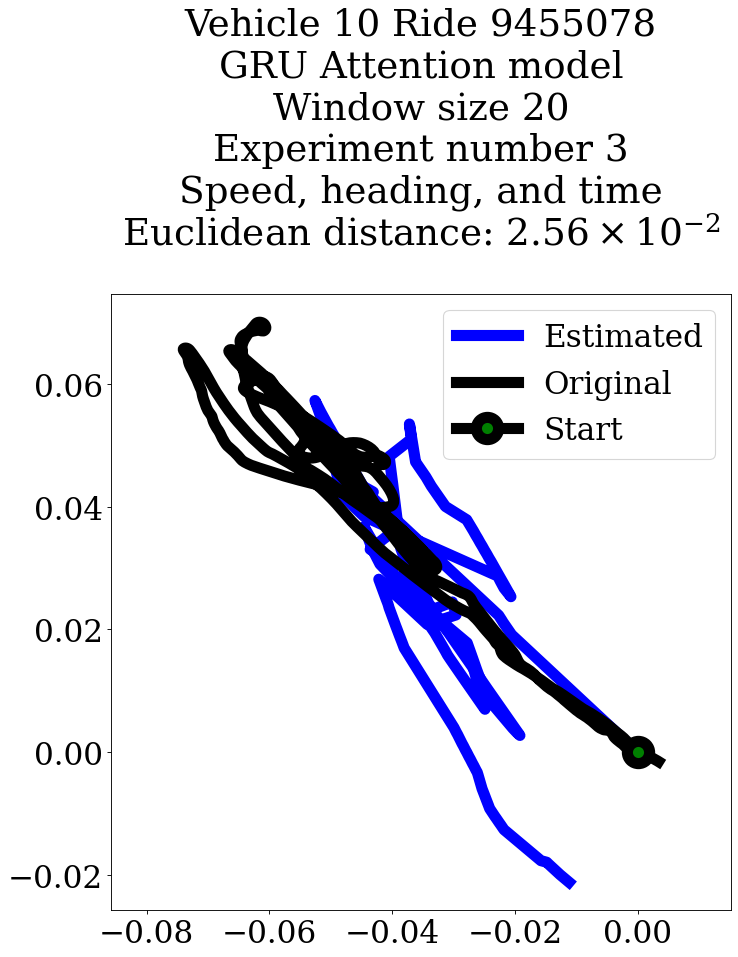 Vehicle 10 Ride 9455078
GRU Attention model
Window size 20
Experiment number 3
Speed, heading, and time
Euclidean distance: 2.56 × 10⁻²
Estimated
Original
Start
0.06
0.04
0.02
0.00
−0.02
−0.08 −0.06 −0.04 −0.02 0.00